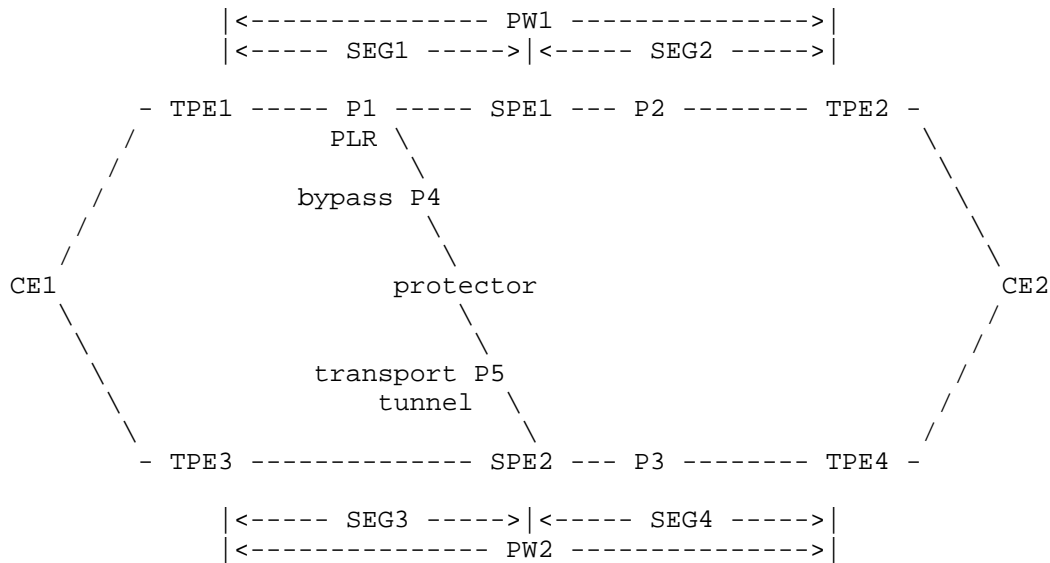 |<--------------- PW1 --------------->|
|<----- SEG1 ----->|<----- SEG2 ----->|
- TPE1 ----- P1 ----- SPE1 --- P2 -------- TPE2 -
PLR
bypass P4
CE1 protector CE2
transport P5
tunnel
- TPE3 --------------- SPE2 --- P3 -------- TPE4 -
|<----- SEG3 ----->|<----- SEG4 ----->|
|<--------------- PW2 --------------->|